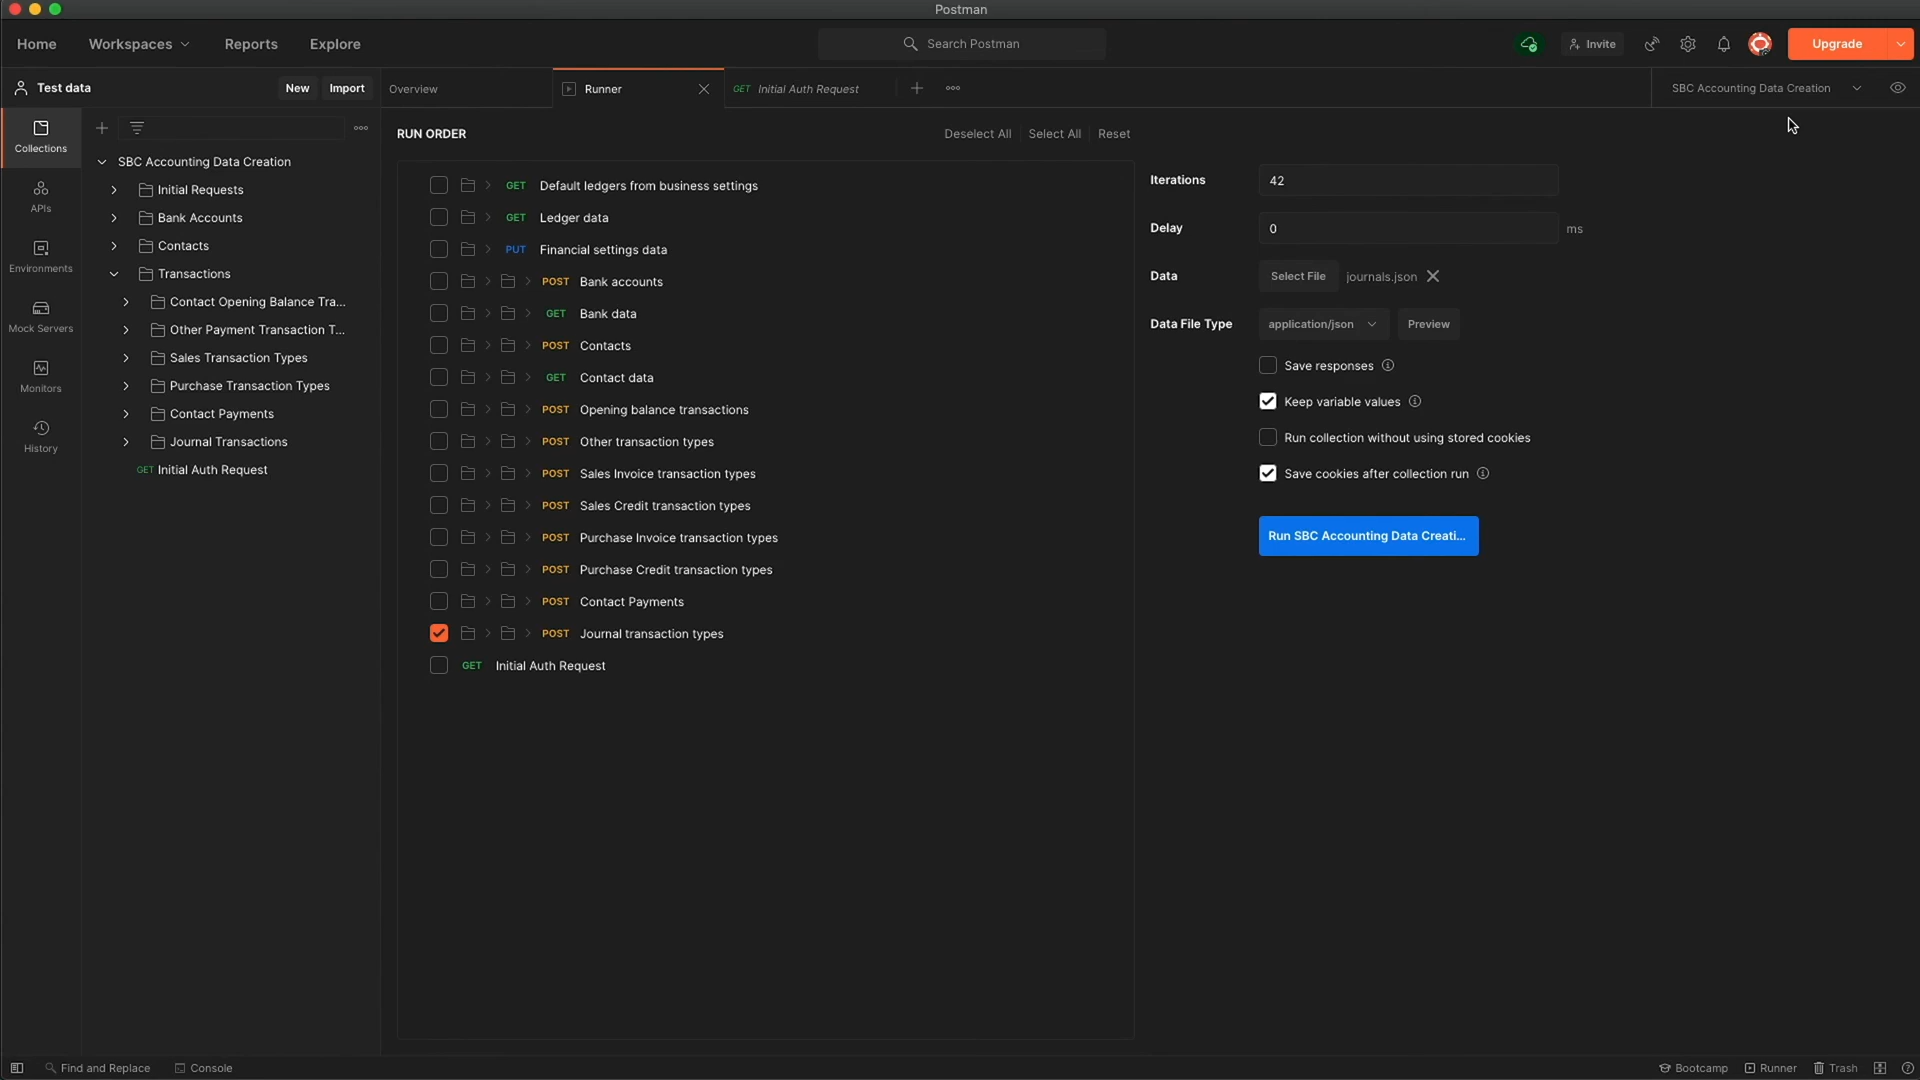 Postman
Home
Workspaces
Reports
Explore
Search Postman
Invite
Upgrade
Test data
New
Import
Overview
Runner
GET Initial Auth Request
SBC Accounting Data Creation
Collections
APIs
Environments
Mock Servers
Monitors
History
SBC Accounting Data Creation
Initial Requests
Bank Accounts
Contacts
Transactions
Contact Opening Balance Tra...
Other Payment Transaction T...
Sales Transaction Types
Purchase Transaction Types
Contact Payments
Journal Transactions
GET Initial Auth Request
RUN ORDER
Deselect All
Select All
Reset
GET Default ledgers from business settings
GET Ledger data
PUT Financial settings data
POST Bank accounts
GET Bank data
POST Contacts
GET Contact data
POST Opening balance transactions
POST Other transaction types
POST Sales Invoice transaction types
POST Sales Credit transaction types
POST Purchase Invoice transaction types
POST Purchase Credit transaction types
POST Contact Payments
POST Journal transaction types
GET Initial Auth Request
Iterations 42
Delay 0 ms
Data Select File journals.json
Data File Type application/json Preview
Save responses
Keep variable values
Run collection without using stored cookies
Save cookies after collection run
Run SBC Accounting Data Creati...
Find and Replace
Console
Bootcamp
Runner
Trash